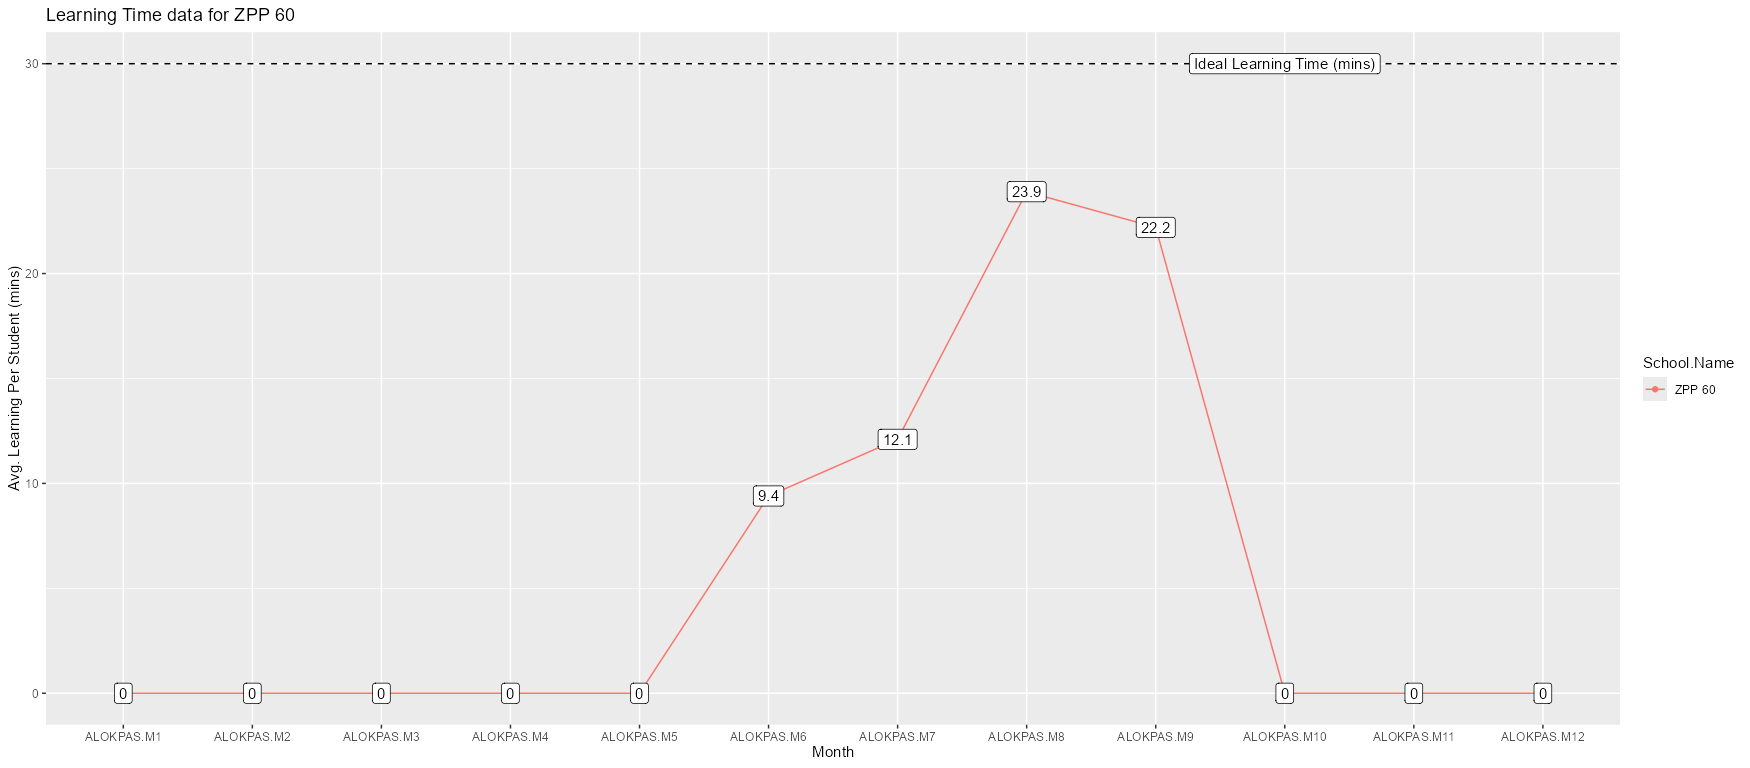 Learning Time data for ZPP 60
Avg. Learning Per Student (mins)
30
20
10
0
Ideal Learning Time (mins)
0
0
0
0
0
9.4
12.1
23.9
22.2
0
0
0
ALOKPAS.M1
ALOKPAS.M2
ALOKPAS.M3
ALOKPAS.M4
ALOKPAS.M5
ALOKPAS.M6
ALOKPAS.M7
ALOKPAS.M8
ALOKPAS.M9
ALOKPAS.M10
ALOKPAS.M11
ALOKPAS.M12
Month
School.Name
ZPP 60